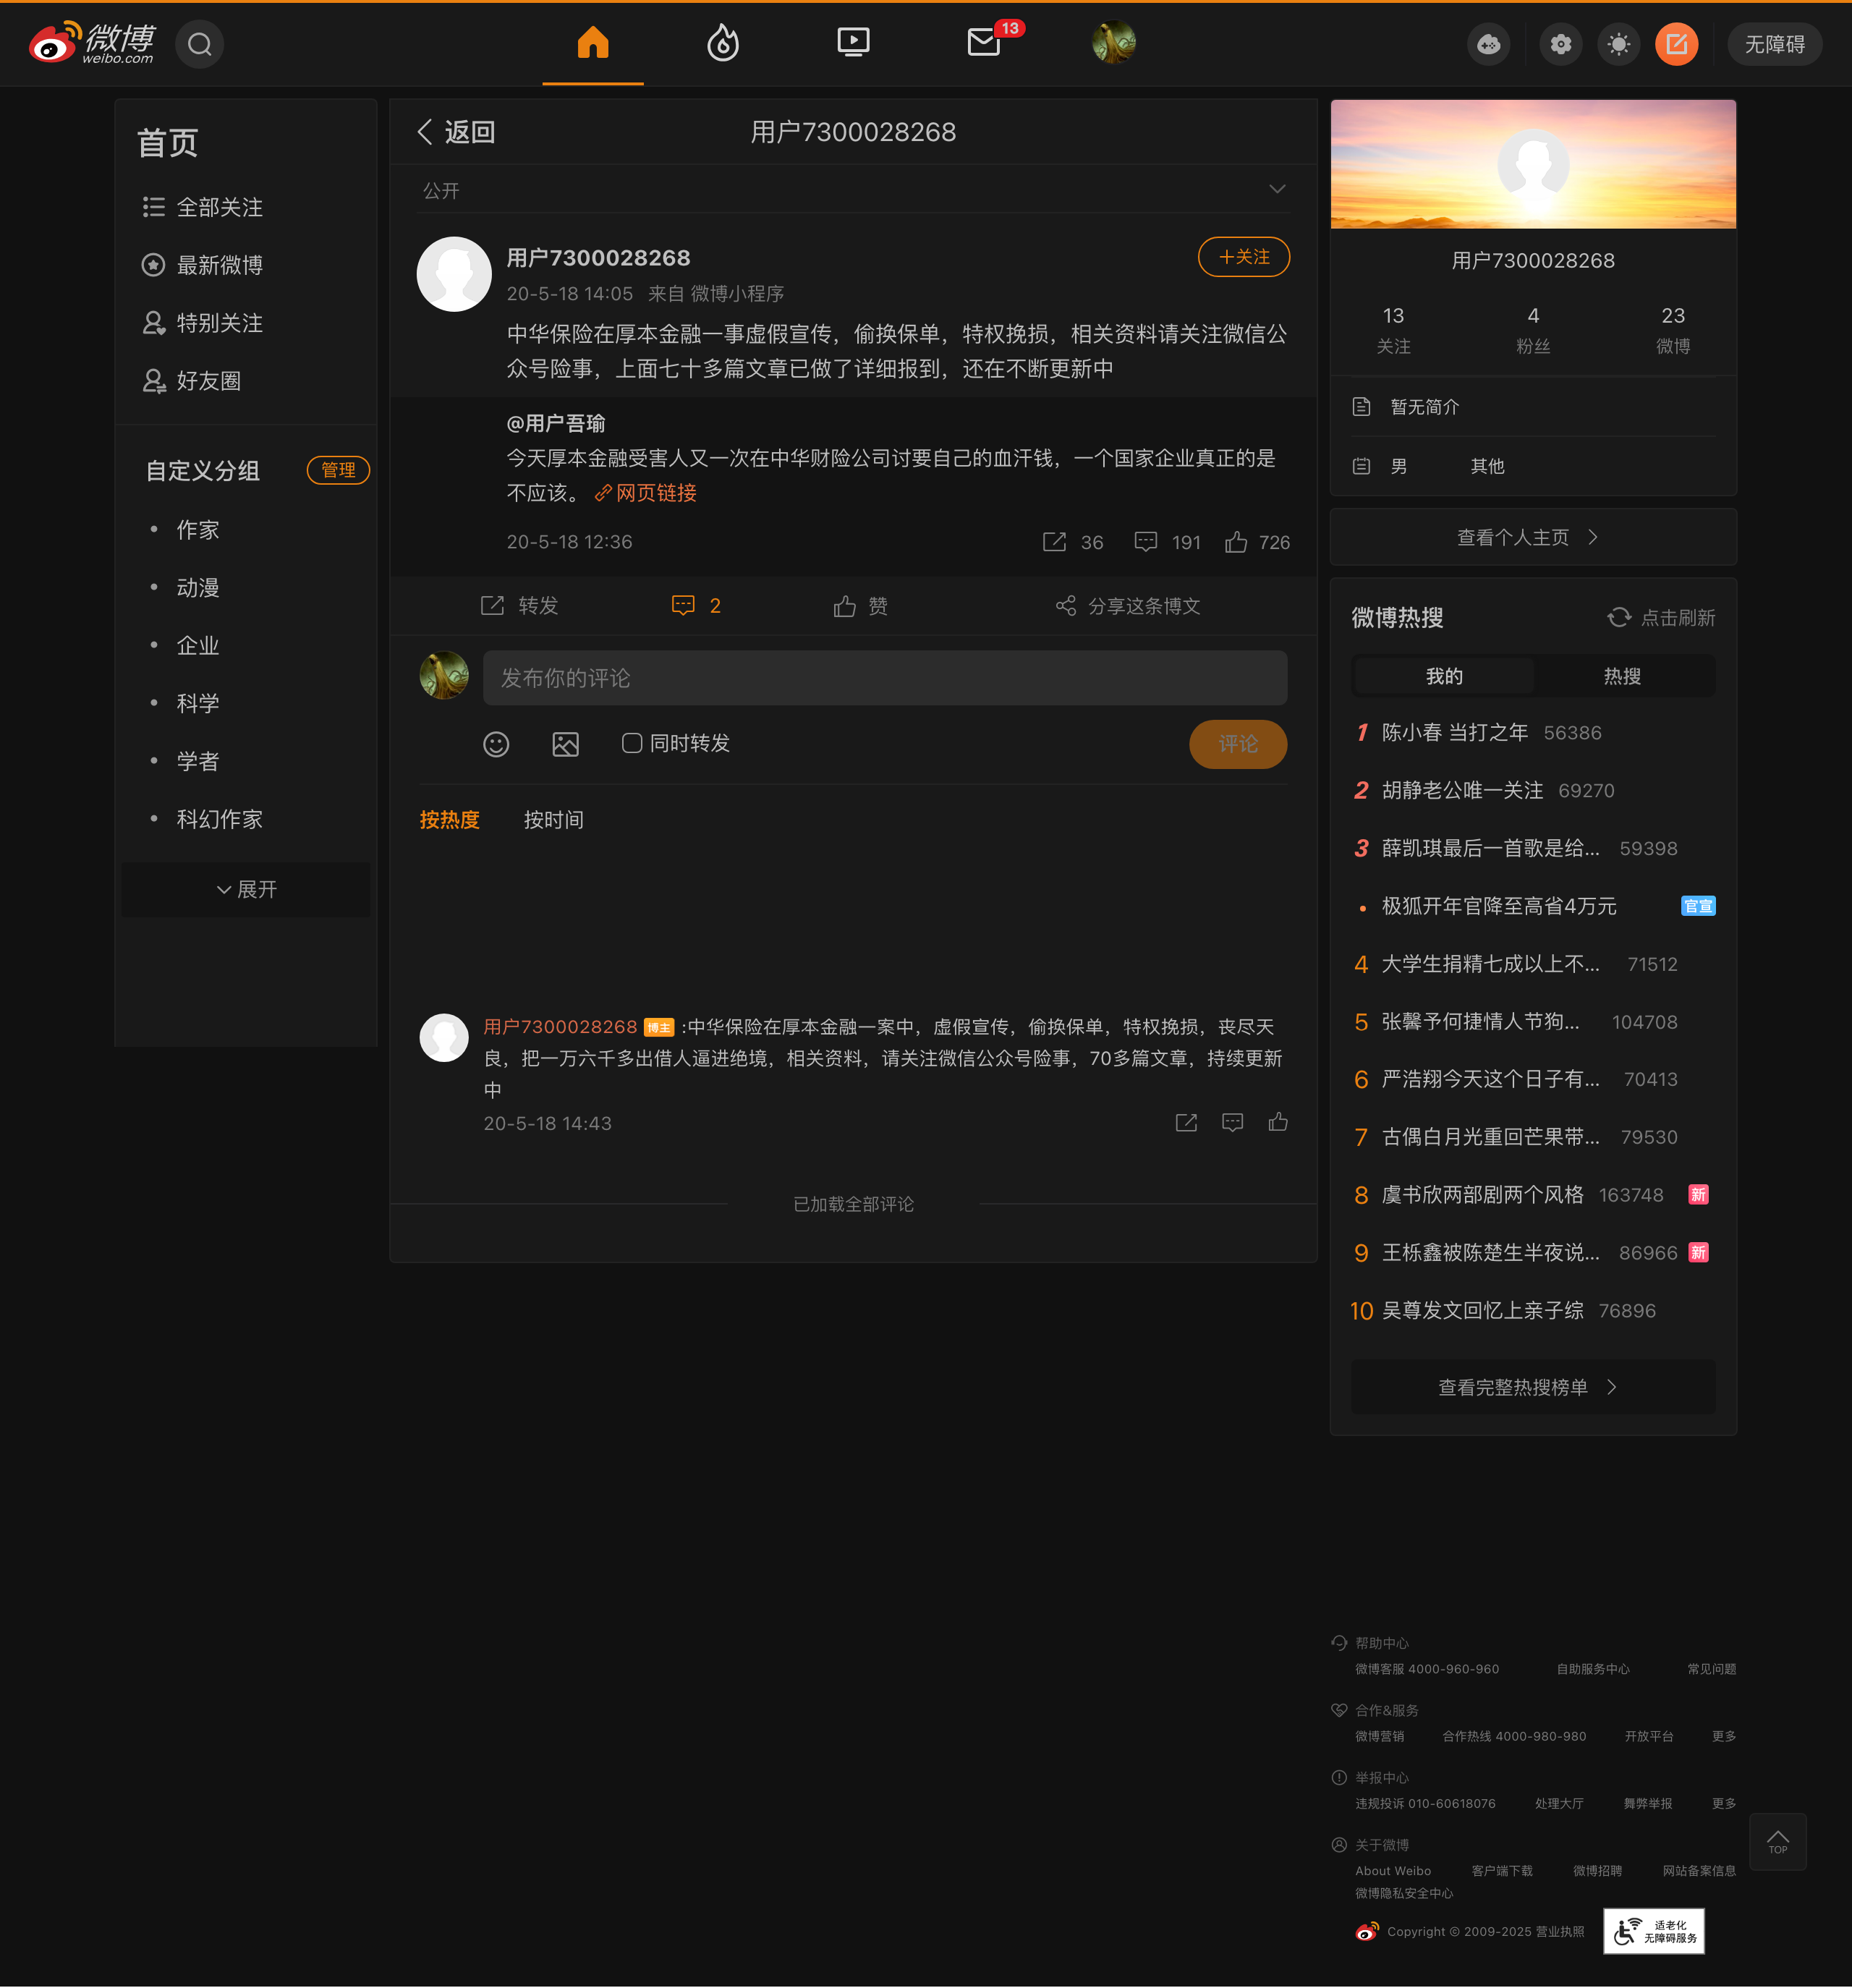 微博
weibo.com
13
无障碍
首页
全部关注
最新微博
特别关注
好友圈
自定义分组
管理
作家
动漫
企业
科学
学者
科幻作家
展开
返回
用户7300028268
公开
用户7300028268
+关注
20-5-18 14:05 来自 微博小程序
中华保险在厚本金融一事虚假宣传，偷换保单，特权挽损，相关资料请关注微信公
众号险事，上面七十多篇文章已做了详细报到，还在不断更新中
@用户吾瑜
今天厚本金融受害人又一次在中华财险公司讨要自己的血汗钱，一个国家企业真正的是
不应该。 网页链接
20-5-18 12:36
36
191
726
转发
2
赞
分享这条博文
发布你的评论
同时转发
评论
按热度
按时间
用户7300028268 博主 :中华保险在厚本金融一案中，虚假宣传，偷换保单，特权挽损，丧尽天
良，把一万六千多出借人逼进绝境，相关资料，请关注微信公众号险事，70多篇文章，持续更新
中
20-5-18 14:43
已加载全部评论
用户7300028268
13
关注
4
粉丝
23
微博
暂无简介
男 其他
查看个人主页
微博热搜
点击刷新
我的
热搜
1 陈小春 当打之年 56386
2 胡静老公唯一关注 69270
3 薛凯琪最后一首歌是给... 59398
• 极狐开年官降至高省4万元 官宣
4 大学生捐精七成以上不... 71512
5 张馨予何捷情人节狗... 104708
6 严浩翔今天这个日子有... 70413
7 古偶白月光重回芒果带... 79530
8 虞书欣两部剧两个风格 163748 新
9 王栎鑫被陈楚生半夜说... 86966 新
10 吴尊发文回忆上亲子综 76896
查看完整热搜榜单
帮助中心
微博客服 4000-960-960 自助服务中心 常见问题
合作&服务
微博营销 合作热线 4000-980-980 开放平台 更多
举报中心
违规投诉 010-60618076 处理大厅 舞弊举报 更多
关于微博
About Weibo 客户端下载 微博招聘 网站备案信息
微博隐私安全中心
Copyright © 2009-2025 营业执照
适老化
无障碍服务
TOP